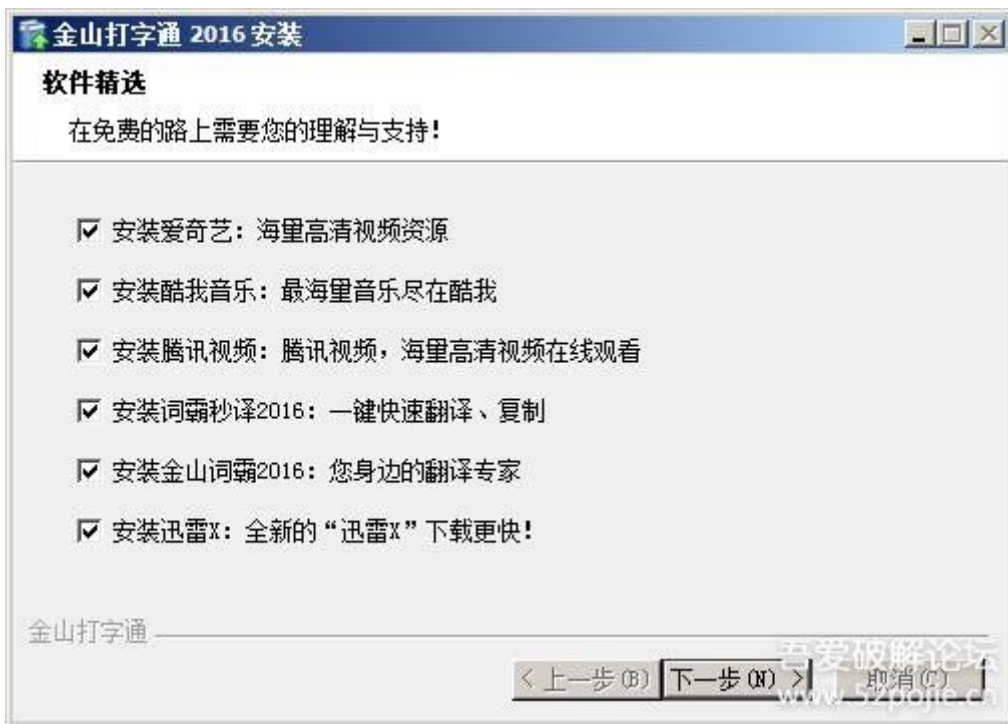 金山打字通 2016 安装
软件精选
在免费的路上需要您的理解与支持!
安装爱奇艺: 海量高清视频资源
安装酷我音乐: 最海量音乐尽在酷我
安装腾讯视频: 腾讯视频，海量高清视频在线观看
安装词霸秒译2016: 一键快速翻译、复制
安装金山词霸2016: 您身边的翻译专家
安装迅雷X: 全新的“迅雷X”下载更快!
金山打字通
< 上一步(B) 下一步(N) > 取消(C)
吾爱破解论坛
www.52pojie.cn